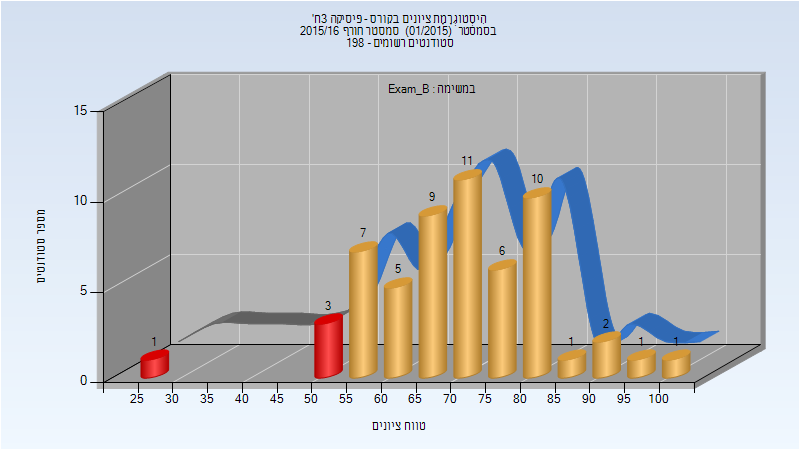 היסטוגרמת ציונים בקורס - פיסיקה 3ח'
בסמסטר (01/2015) סמסטר חורף 2015/16
סטודנטים רשומים - 198
במשימה : Exam_B
מספר סטודנטים
15
10
5
0
1
3
7
5
9
11
6
10
1
2
1
1
25 30 35 40 45 50 55 60 65 70 75 80 85 90 95 100
טווח ציונים